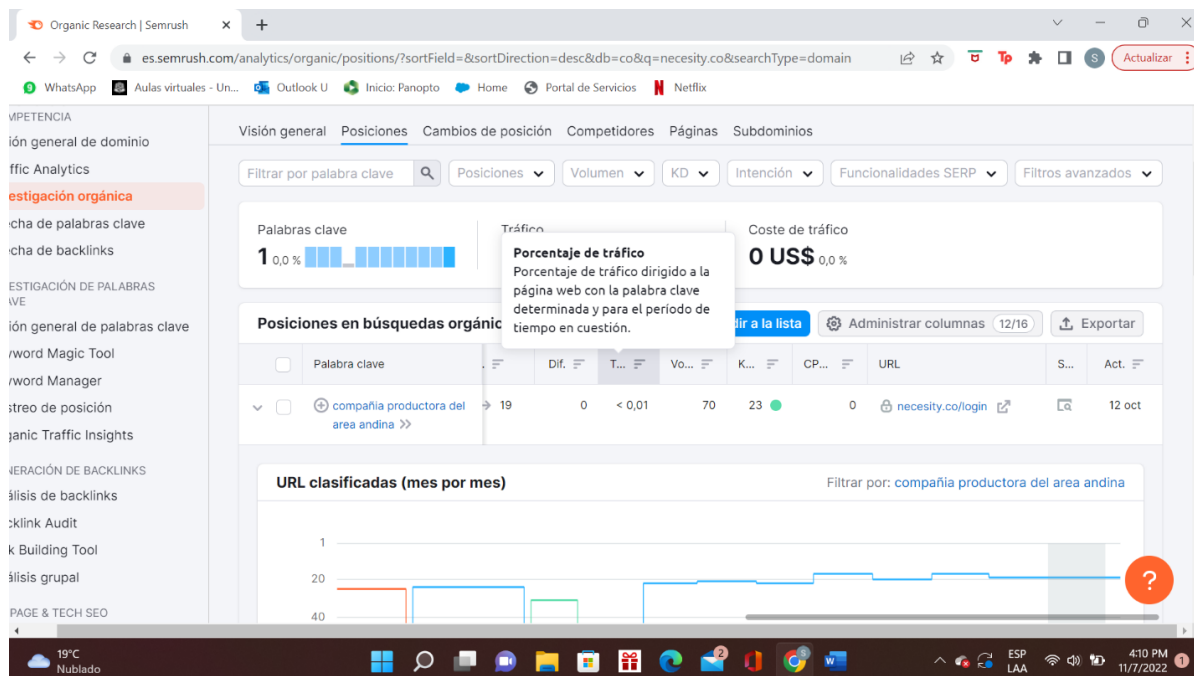 Organic Research | Semrush
es.semrush.com/analytics/organic/positions/?sortField=&sortDirection=desc&db=co&q=necesity.co&searchType=domain
Tp
S
Actualizar
WhatsApp Aulas virtuales - Un... Outlook U Inicio: Panopto Home Portal de Servicios Netflix
MPETENCIA
ión general de dominio
ffic Analytics
estigación orgánica
echa de palabras clave
cha de backlinks
ESTIGACIÓN DE PALABRAS
AVE
ión general de palabras clave
yword Magic Tool
yword Manager
streo de posición
ganic Traffic Insights
NERACIÓN DE BACKLINKS
álisis de backlinks
cklink Audit
k Building Tool
álisis grupal
PAGE & TECH SEO
Visión general Posiciones Cambios de posición Competidores Páginas Subdominios
Filtrar por palabra clave Posiciones Volumen KD Intención Funcionalidades SERP Filtros avanzados
Palabras clave Tráfico Coste de tráfico
1 0,0 % 0 US$ 0,0 %
Porcentaje de tráfico
Porcentaje de tráfico dirigido a la
página web con la palabra clave
determinada y para el período de
tiempo en cuestión.
Posiciones en búsquedas orgánic dir a la lista Administrar columnas 12/16 Exportar
Palabra clave . Dif. T... Vo... K... CP... URL S... Act.
compañia productora del 19 0 < 0,01 70 23 0 necesity.co/login 12 oct
area andina
URL clasificadas (mes por mes) Filtrar por: compañia productora del area andina
1
20
40
?
19°C
Nublado
2
S
ESP
LAA
4:10 PM
11/7/2022
1